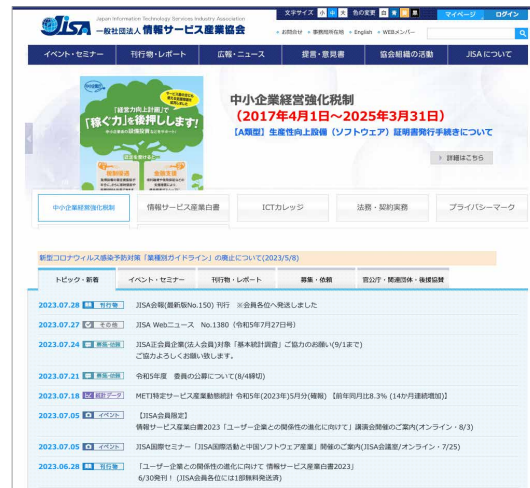 Japan Information Technology Services Industry Association
JISA 一般社団法人 情報サービス産業協会
文字サイズ 小 中 大 色の変更 白 青 黄 黒
マイページ ログイン
お問合せ 事務局所在地 English WEBメンバー
イベント・セミナー 刊行物・レポート 広報・ニュース 提言・意見書 協会組織の活動 JISAについて
「経営力向上計画」で
「稼ぐ力」を後押しします!
中小企業経営強化税制
(2017年4月1日~2025年3月31日)
【A類型】生産性向上設備(ソフトウェア)証明書発行手続きについて
> 詳細はこちら
中小企業経営強化税制 情報サービス産業白書 ICTカレッジ 法務・契約実務 プライバシーマーク
新型コロナウィルス感染予防対策「業種別ガイドライン」の廃止について(2023/5/8)
トピック・新着 イベント・セミナー 刊行物・レポート 募集・依頼 官公庁・関連団体・後援協賛
2023.07.28 刊行物 JISA会報(最新版No.150) 刊行 ※会員各位へ発送しました
2023.07.27 その他 JISA Webニュース No.1380(令和5年7月27日号)
2023.07.24 募集・依頼 JISA正会員企業(法人会員)対象「基本統計調査」ご協力のお願い(9/1まで)
ご協力よろしくお願い致します。
2023.07.21 募集・依頼 令和5年度 委員の公募について(8/4締切)
2023.07.18 統計データ METI特定サービス産業動態統計 令和5年(2023年)5月分(確報)【前年同月比8.3% (14か月連続増加)】
2023.07.05 イベント 【JISA会員限定】
情報サービス産業白書2023「ユーザー企業との関係性の進化に向けて」講演会開催のご案内(オンライン・8/3)
2023.07.05 イベント JISA国際セミナー「JISA国際活動と中国ソフトウェア産業」開催のご案内(JISA会議室/オンライン・7/25)
2023.06.28 刊行物 「ユーザー企業との関係性の進化に向けて 情報サービス産業白書2023」
6/30発刊! (JISA会員各位には1部無料発送済)